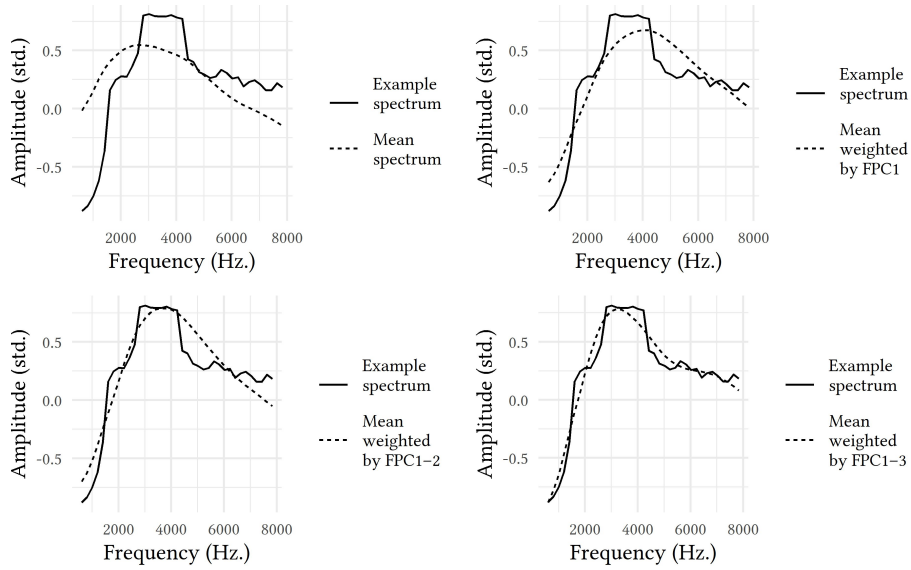 Amplitude (std.)
0.5
0.0
-0.5
2000 4000 6000 8000
Frequency (Hz.)
Example
spectrum
Mean
spectrum
Amplitude (std.)
0.5
0.0
-0.5
2000 4000 6000 8000
Frequency (Hz.)
Example
spectrum
Mean
weighted
by FPC1
Amplitude (std.)
0.5
0.0
-0.5
2000 4000 6000 8000
Frequency (Hz.)
Example
spectrum
Mean
weighted
by FPC1−2
Amplitude (std.)
0.5
0.0
-0.5
2000 4000 6000 8000
Frequency (Hz.)
Example
spectrum
Mean
weighted
by FPC1−3